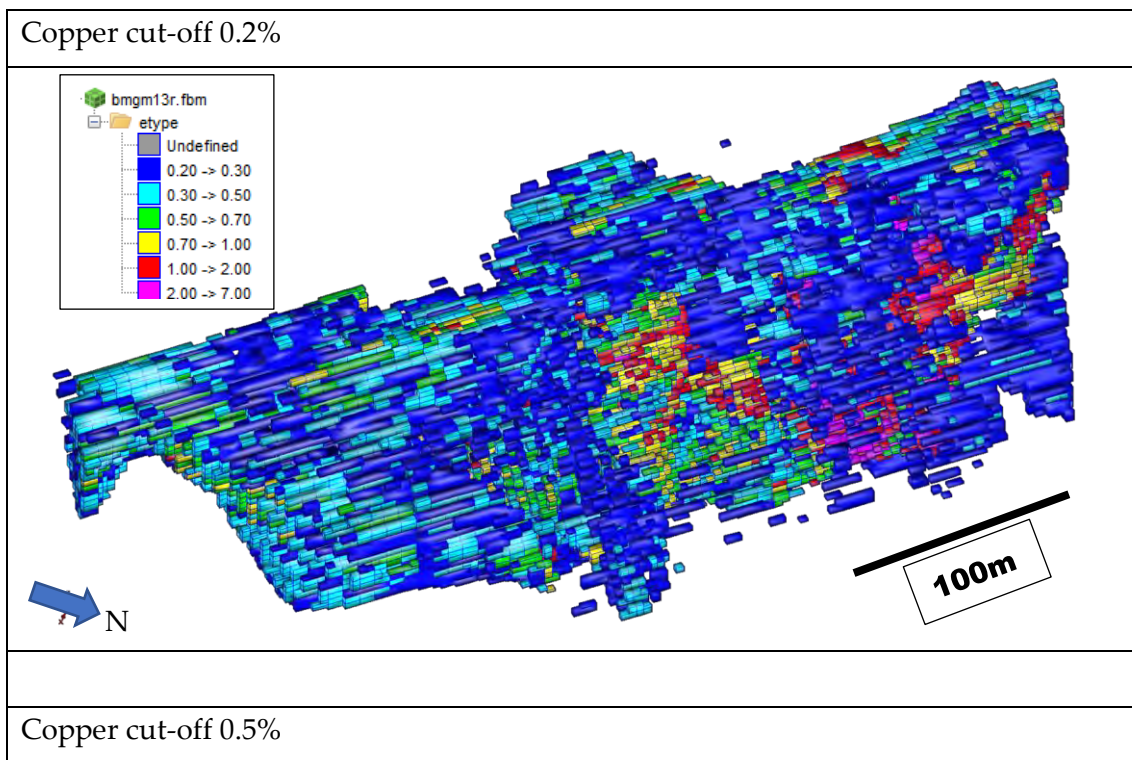 Copper cut-off 0.2%
bmgm13r.fbm
etype
Undefined
0.20 -> 0.30
0.30 -> 0.50
0.50 -> 0.70
0.70 -> 1.00
1.00 -> 2.00
2.00 -> 7.00
100m
N
Copper cut-off 0.5%